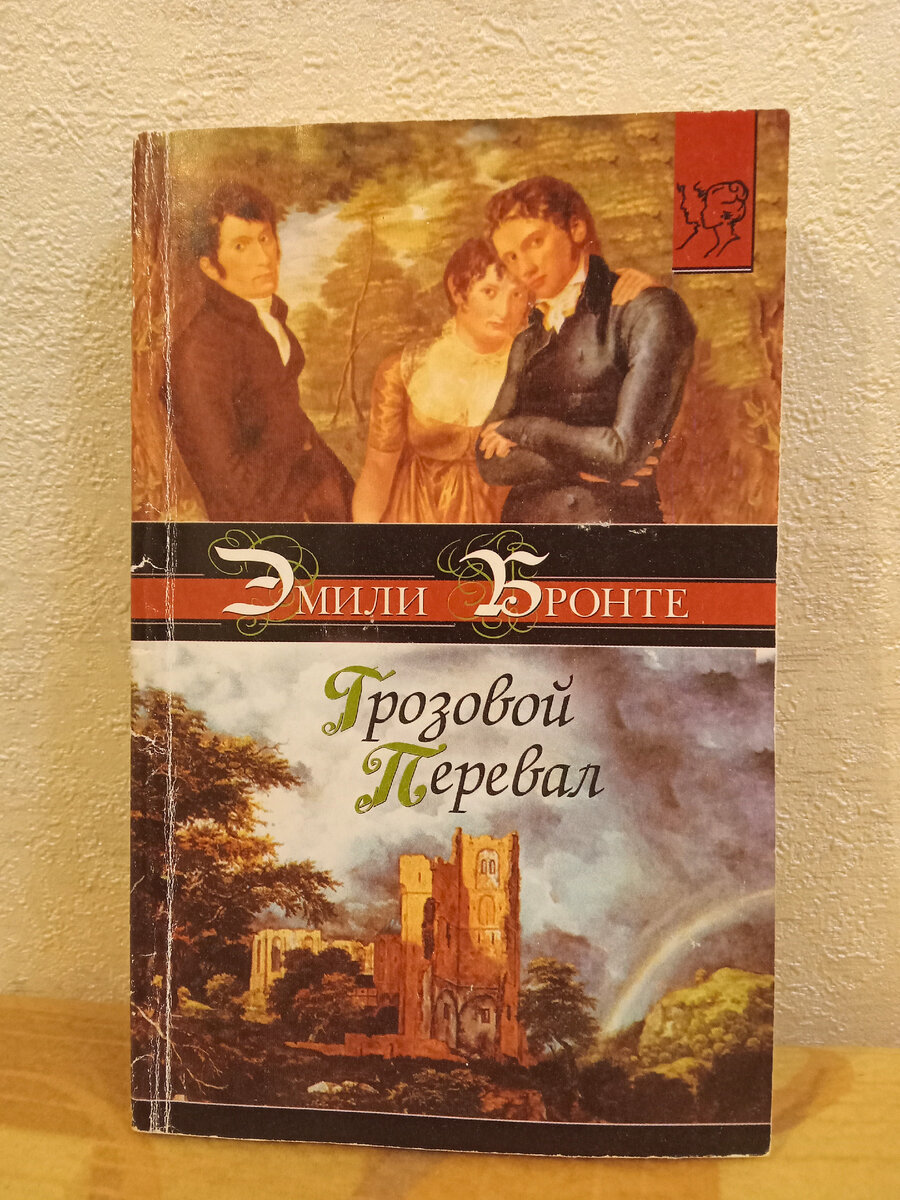 Эмили Бронте
Грозовой
Перевал